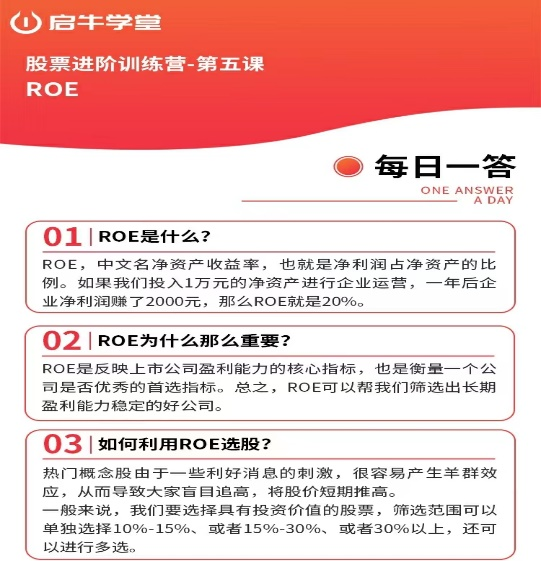 启牛学堂
股票进阶训练营-第五课
ROE
每日一答
ONE ANSWER
A DAY
01 | ROE是什么？
ROE，中文名净资产收益率，也就是净利润占净资产的比
例。如果我们投入1万元的净资产进行企业运营，一年后企
业净利润赚了2000元，那么ROE就是20%。
02 | ROE为什么那么重要？
ROE是反映上市公司盈利能力的核心指标，也是衡量一个公
司是否优秀的首选指标。总之，ROE可以帮我们筛选出长期
盈利能力稳定的好公司。
03 | 如何利用ROE选股？
热门概念股由于一些利好消息的刺激，很容易产生羊群效
应，从而导致大家盲目追高，将股价短期推高。
一般来说，我们要选择具有投资价值的股票，筛选范围可以
单独选择10%-15%、或者15%-30%、或者30%以上，还可
以进行多选。